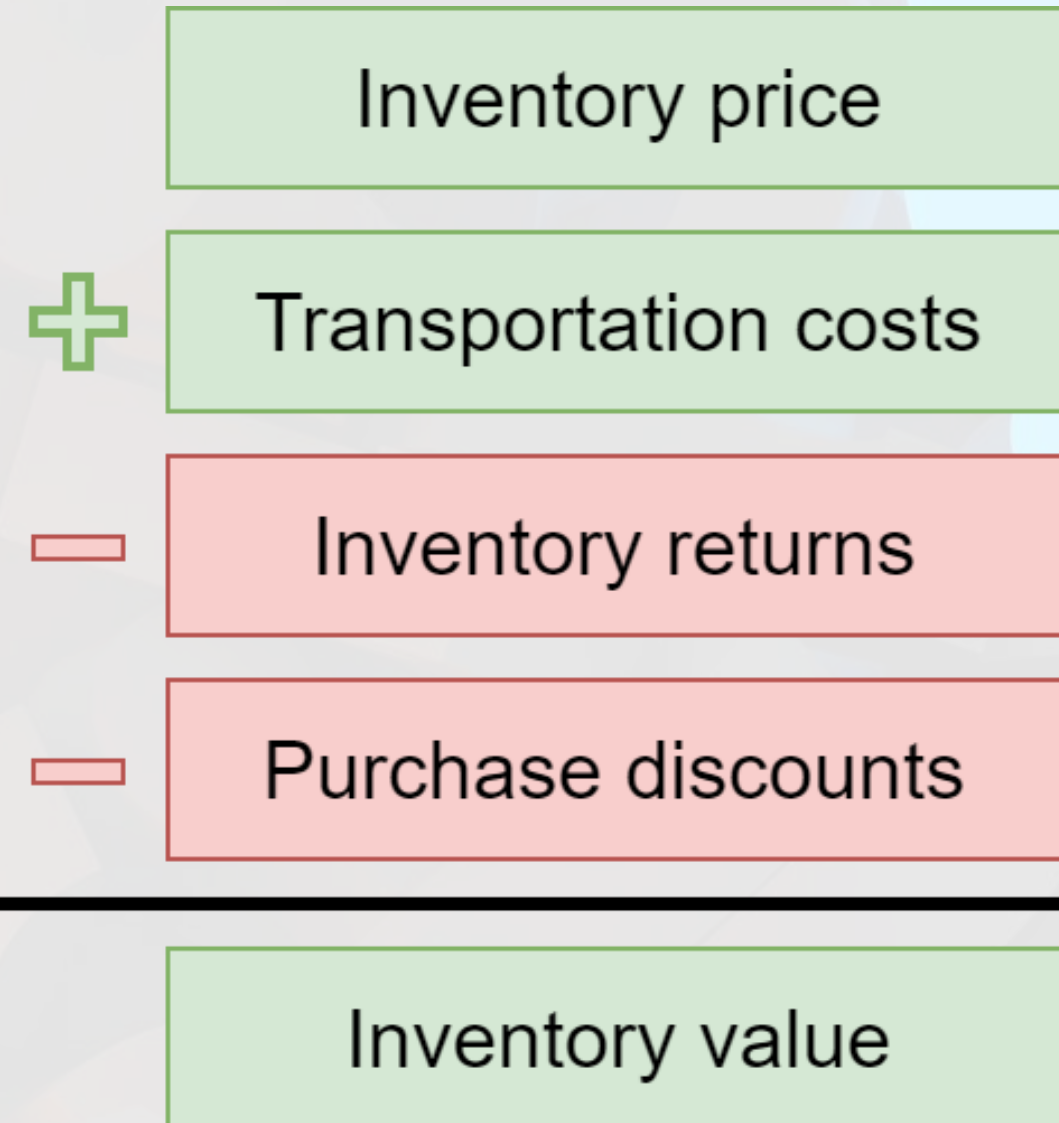 Inventory price
Transportation costs
Inventory returns
Purchase discounts
Inventory value